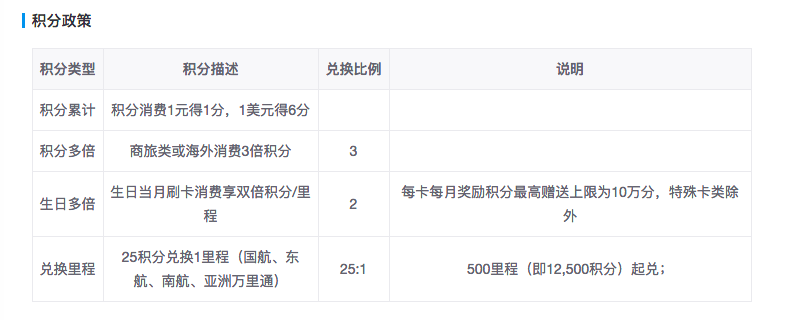 积分政策
积分类型 积分描述 兑换比例 说明
积分累计 积分消费1元得1分，1美元得6分
积分多倍 商旅类或海外消费3倍积分 3
生日多倍 生日当月刷卡消费享双倍积分/里
程 2 每卡每月奖励积分最高赠送上限为10万分，特殊卡类除
外
兑换里程 25积分兑换1里程（国航、东
航、南航、亚洲万里通） 25:1 500里程（即12,500积分）起兑；